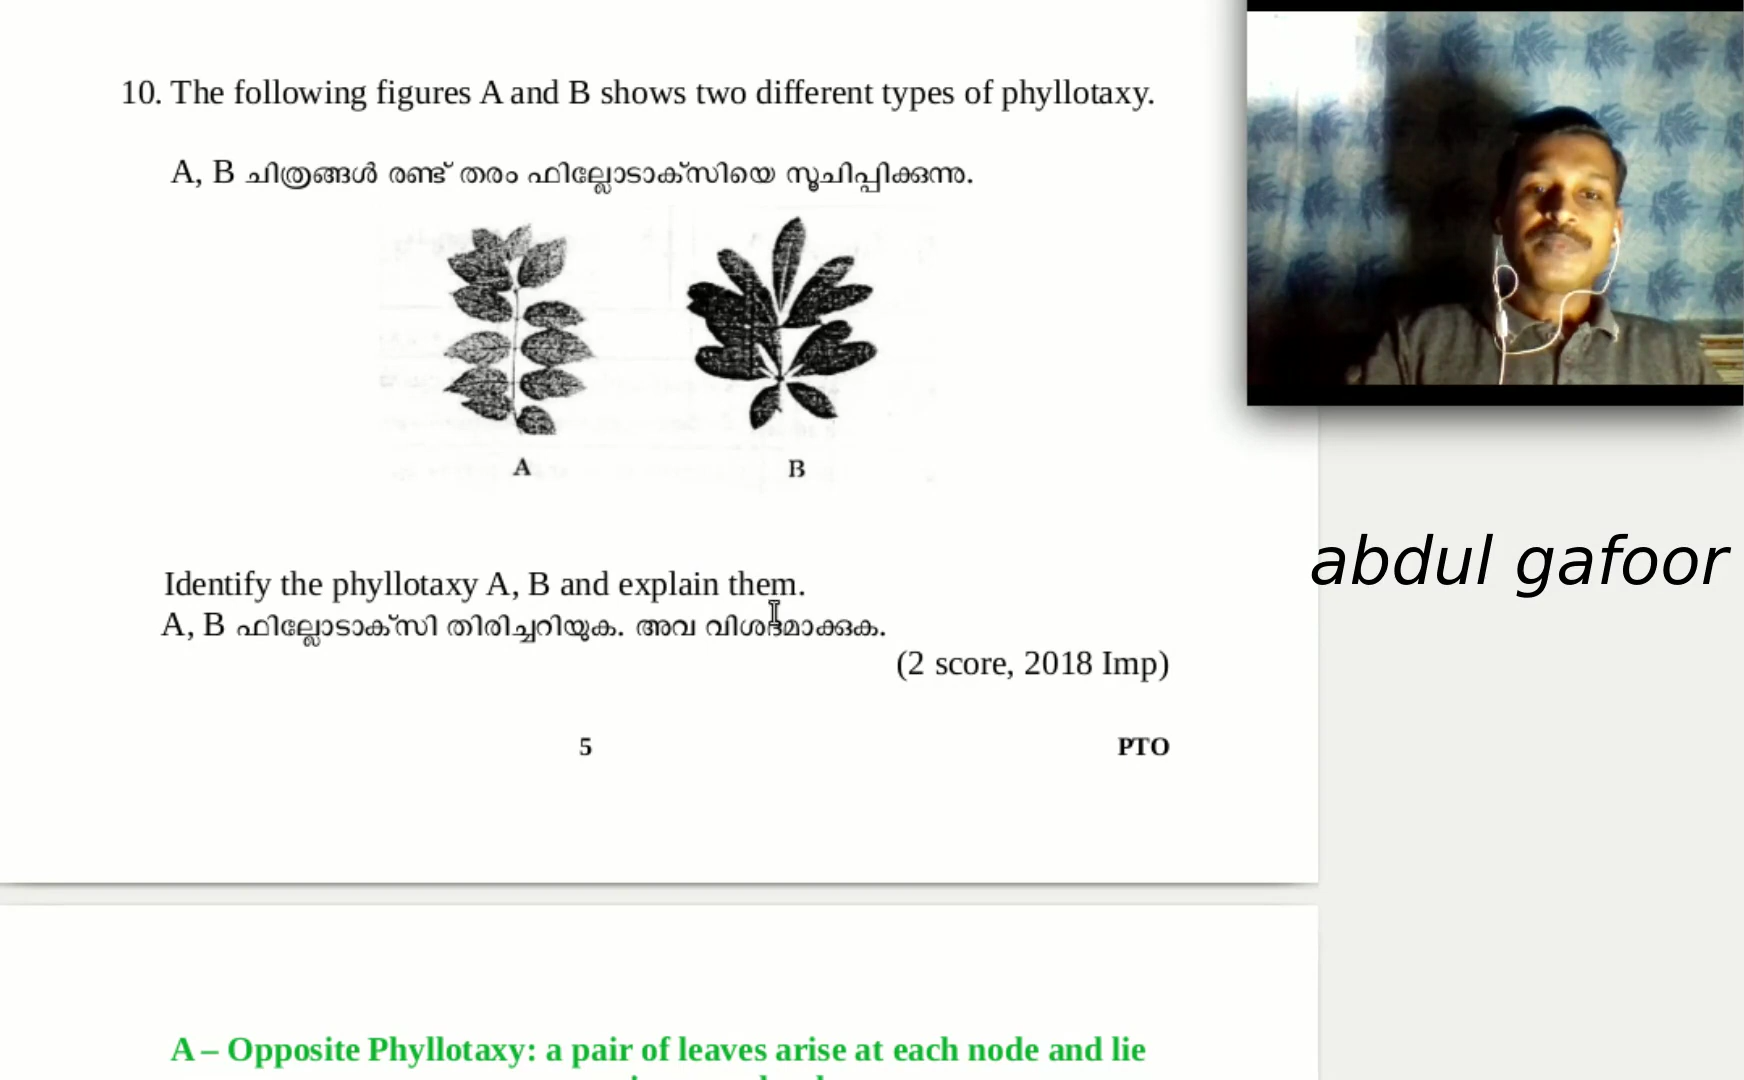 10. The following figures A and B shows two different types of phyllotaxy.
A, B ചിത്രങ്ങൾ രണ്ട് തരം ഫില്ലോടാക്സിയെ സൂചിപ്പിക്കുന്നു.
A B
Identify the phyllotaxy A, B and explain them.
A, B ഫില്ലോടാക്സി തിരിച്ചറിയുക. അവ വിശദമാക്കുക.
(2 score, 2018 Imp)
5 PTO
abdul gafoor
A – Opposite Phyllotaxy: a pair of leaves arise at each node and lie